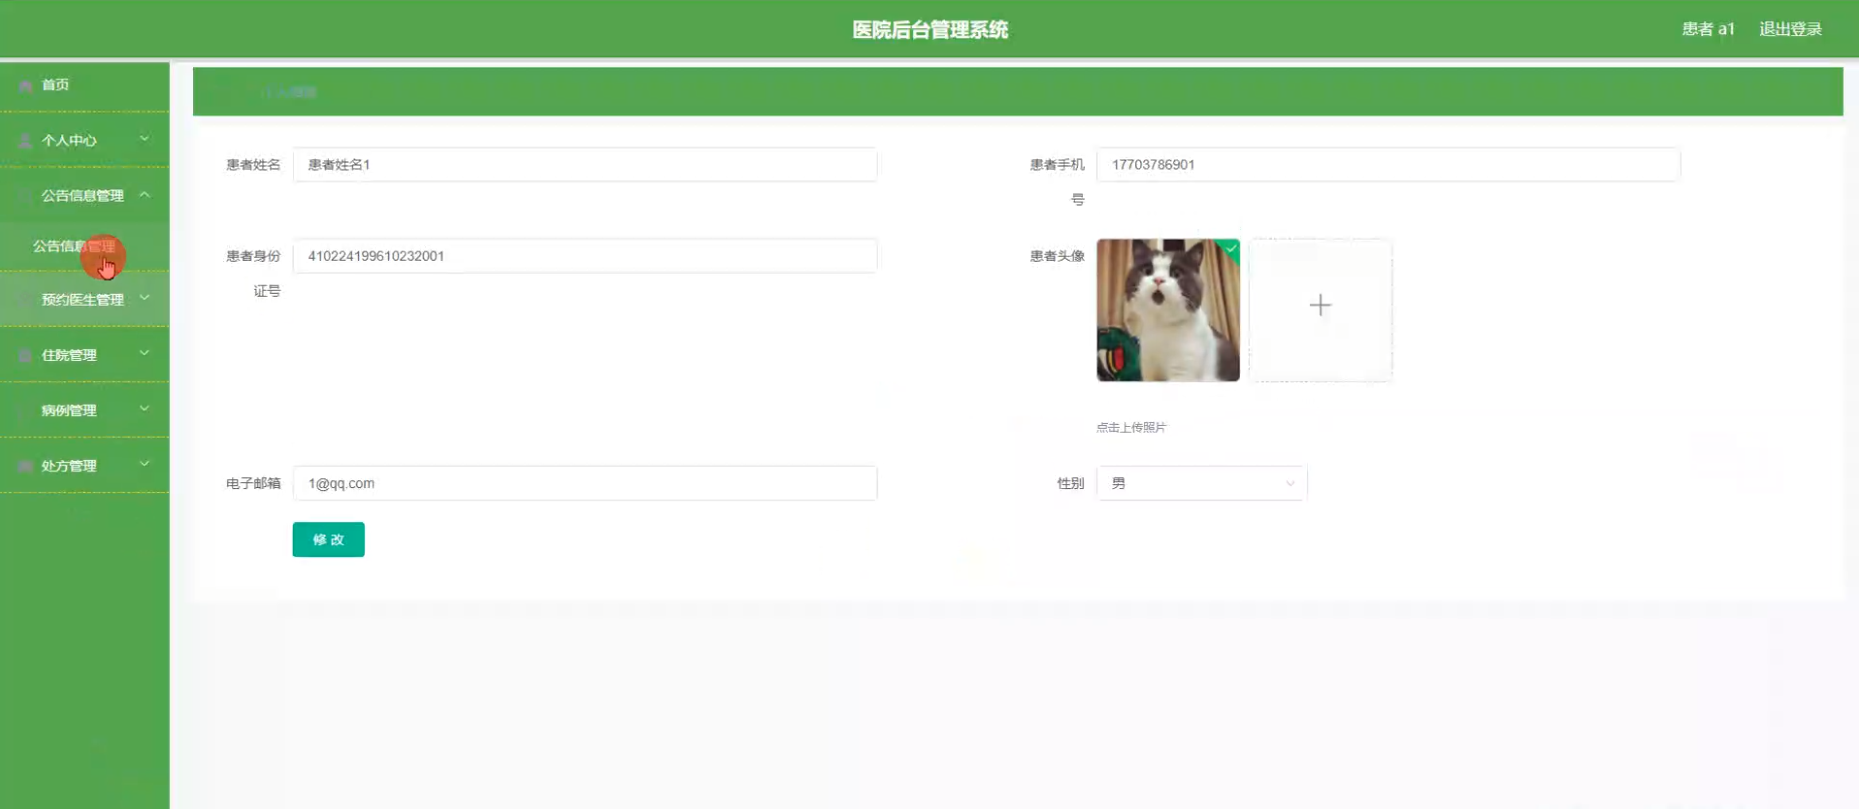 医院后台管理系统
患者 a1 退出登录
首页
个人中心
公告信息管理
公告信息管理
预约医生管理
住院管理
病例管理
处方管理
患者姓名 患者姓名1
患者手机号 17703786901
患者身份证号 410224199610232001
患者头像
点击上传照片
电子邮箱 1@qq.com
性别 男
修 改